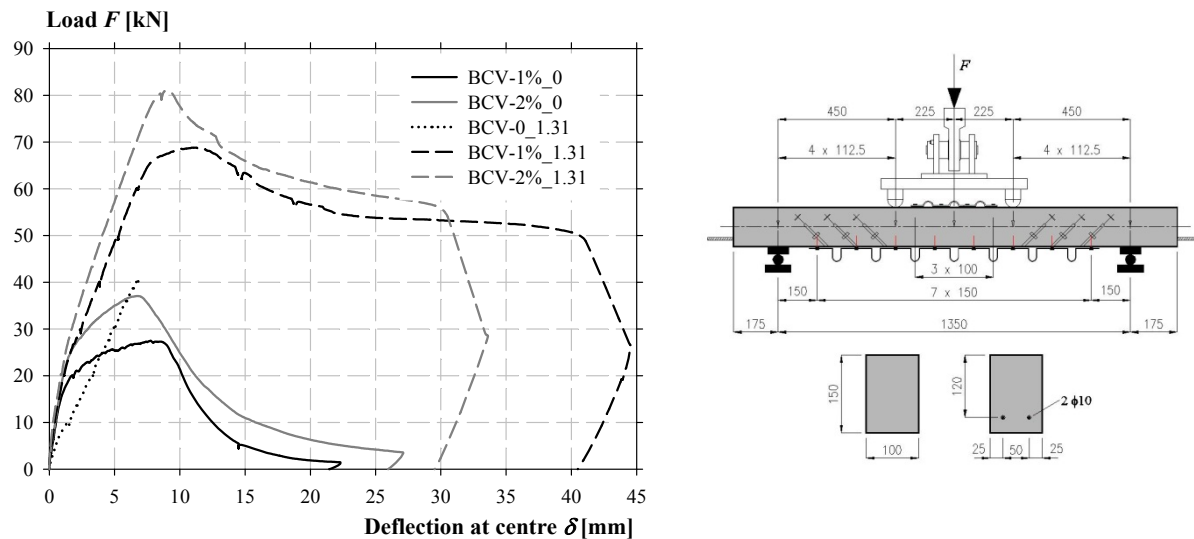 Load F [kN]
90
80
70
60
50
40
30
20
10
0
0 5 10 15 20 25 30 35 40 45
Deflection at centre δ [mm]
BCV-1%_0
BCV-2%_0
BCV-0_1.31
BCV-1%_1.31
BCV-2%_1.31
F
450 225 225 450
4 x 112.5 4 x 112.5
3 x 100
150 7 x 150 150
175 1350 175
150
100
120
2 ϕ10
25 50 25